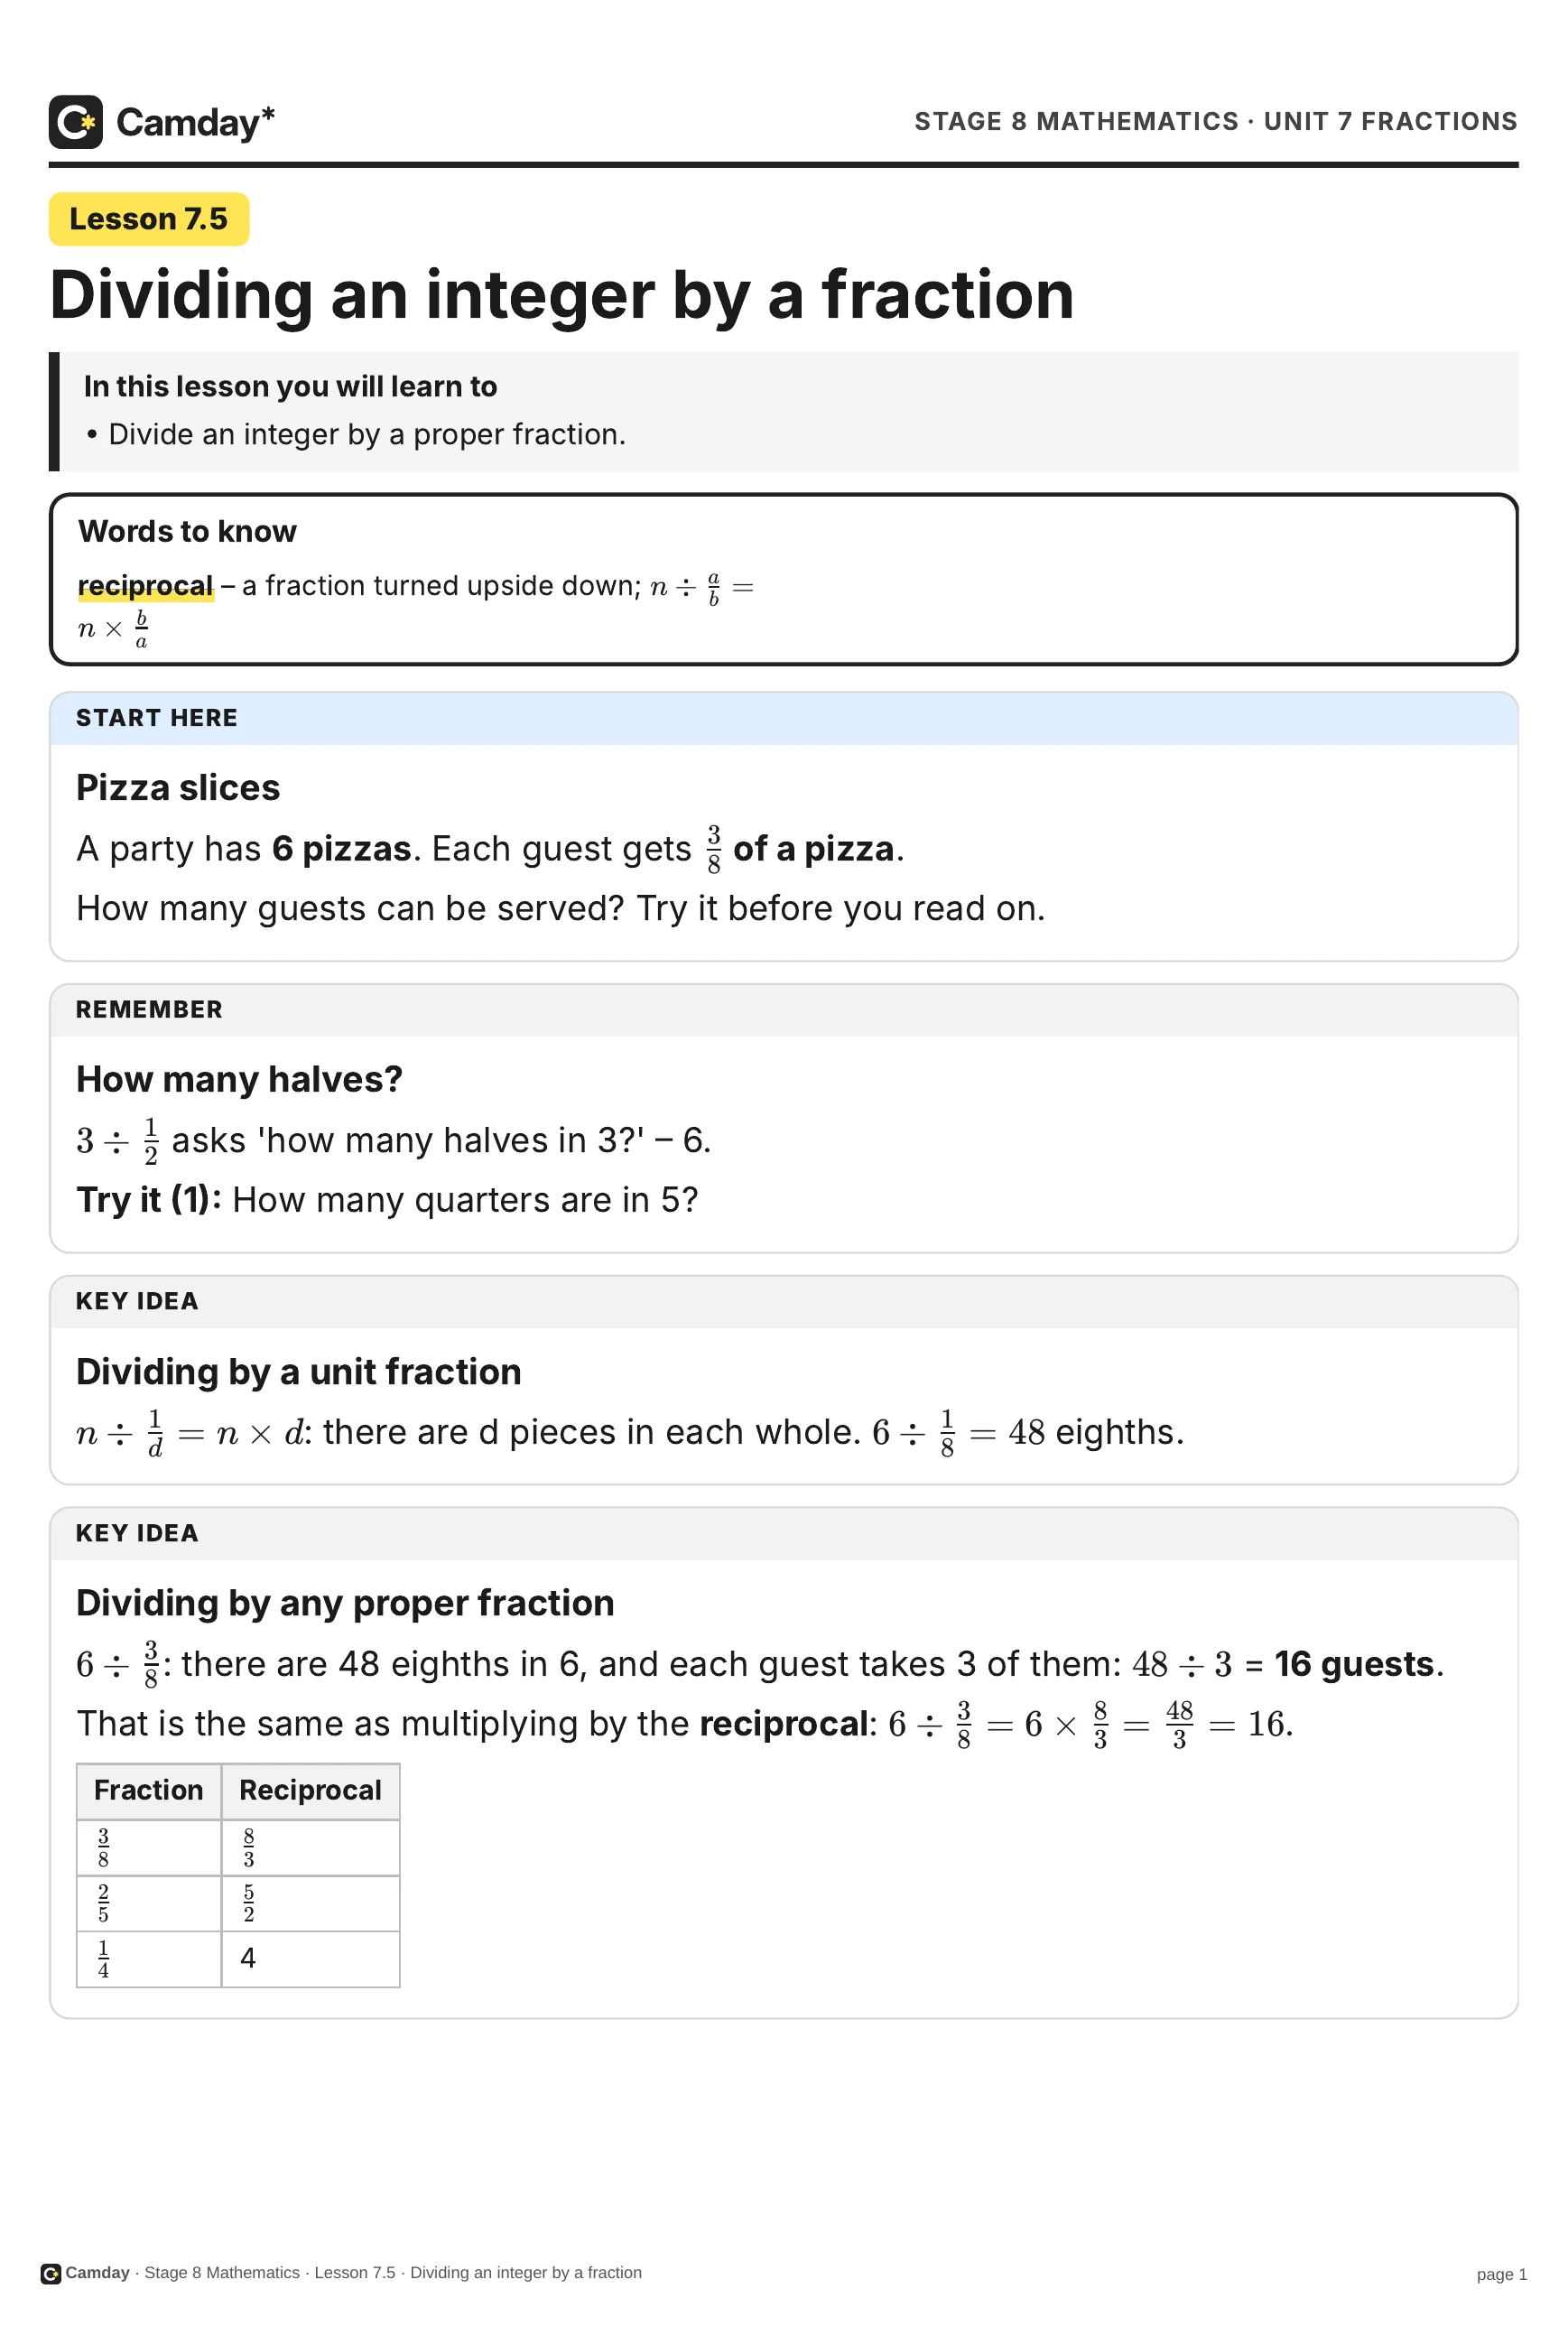 Camday*
STAGE 8 MATHEMATICS · UNIT 7 FRACTIONS
Lesson 7.5
Dividing an integer by a fraction
In this lesson you will learn to
• Divide an integer by a proper fraction.
Words to know
reciprocal – a fraction turned upside down; n ÷ a/b =
n × b/a
START HERE
Pizza slices
A party has 6 pizzas. Each guest gets 3/8 of a pizza.
How many guests can be served? Try it before you read on.
REMEMBER
How many halves?
3 ÷ 1/2 asks 'how many halves in 3?' – 6.
Try it (1): How many quarters are in 5?
KEY IDEA
Dividing by a unit fraction
n ÷ 1/d = n × d: there are d pieces in each whole. 6 ÷ 1/8 = 48 eighths.
KEY IDEA
Dividing by any proper fraction
6 ÷ 3/8: there are 48 eighths in 6, and each guest takes 3 of them: 48 ÷ 3 = 16 guests.
That is the same as multiplying by the reciprocal: 6 ÷ 3/8 = 6 × 8/3 = 48/3 = 16.
Fraction Reciprocal
3/8 8/3
2/5 5/2
1/4 4
Camday · Stage 8 Mathematics · Lesson 7.5 · Dividing an integer by a fraction
page 1